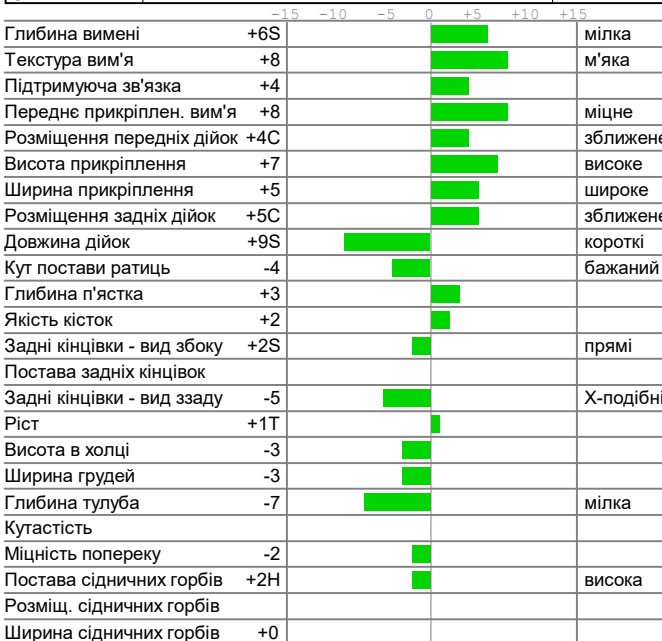 -15 -10 -5 0 +5 +10 +15
Глибина вимені +6S мілка
Текстура вим'я +8 м'яка
Підтримуюча зв'язка +4
Переднє прикріплен. вим'я +8 міцне
Розміщення передніх дійок +4C зближене
Висота прикріплення +7 високе
Ширина прикріплення +5 широке
Розміщення задніх дійок +5C зближене
Довжина дійок +9S короткі
Кут постави ратиць -4 бажаний
Глибина п'ястка +3
Якість кісток +2
Задні кінцівки - вид збоку +2S прямі
Постава задніх кінцівок
Задні кінцівки - вид ззаду -5 Х-подібні
Ріст +1T
Висота в холці -3
Ширина грудей -3
Глибина тулуба -7 мілка
Кутастість
Міцність попереку -2
Постава сідничних горбів +2H висока
Розміщ. сідничних горбів
Ширина сідничних горбів +0